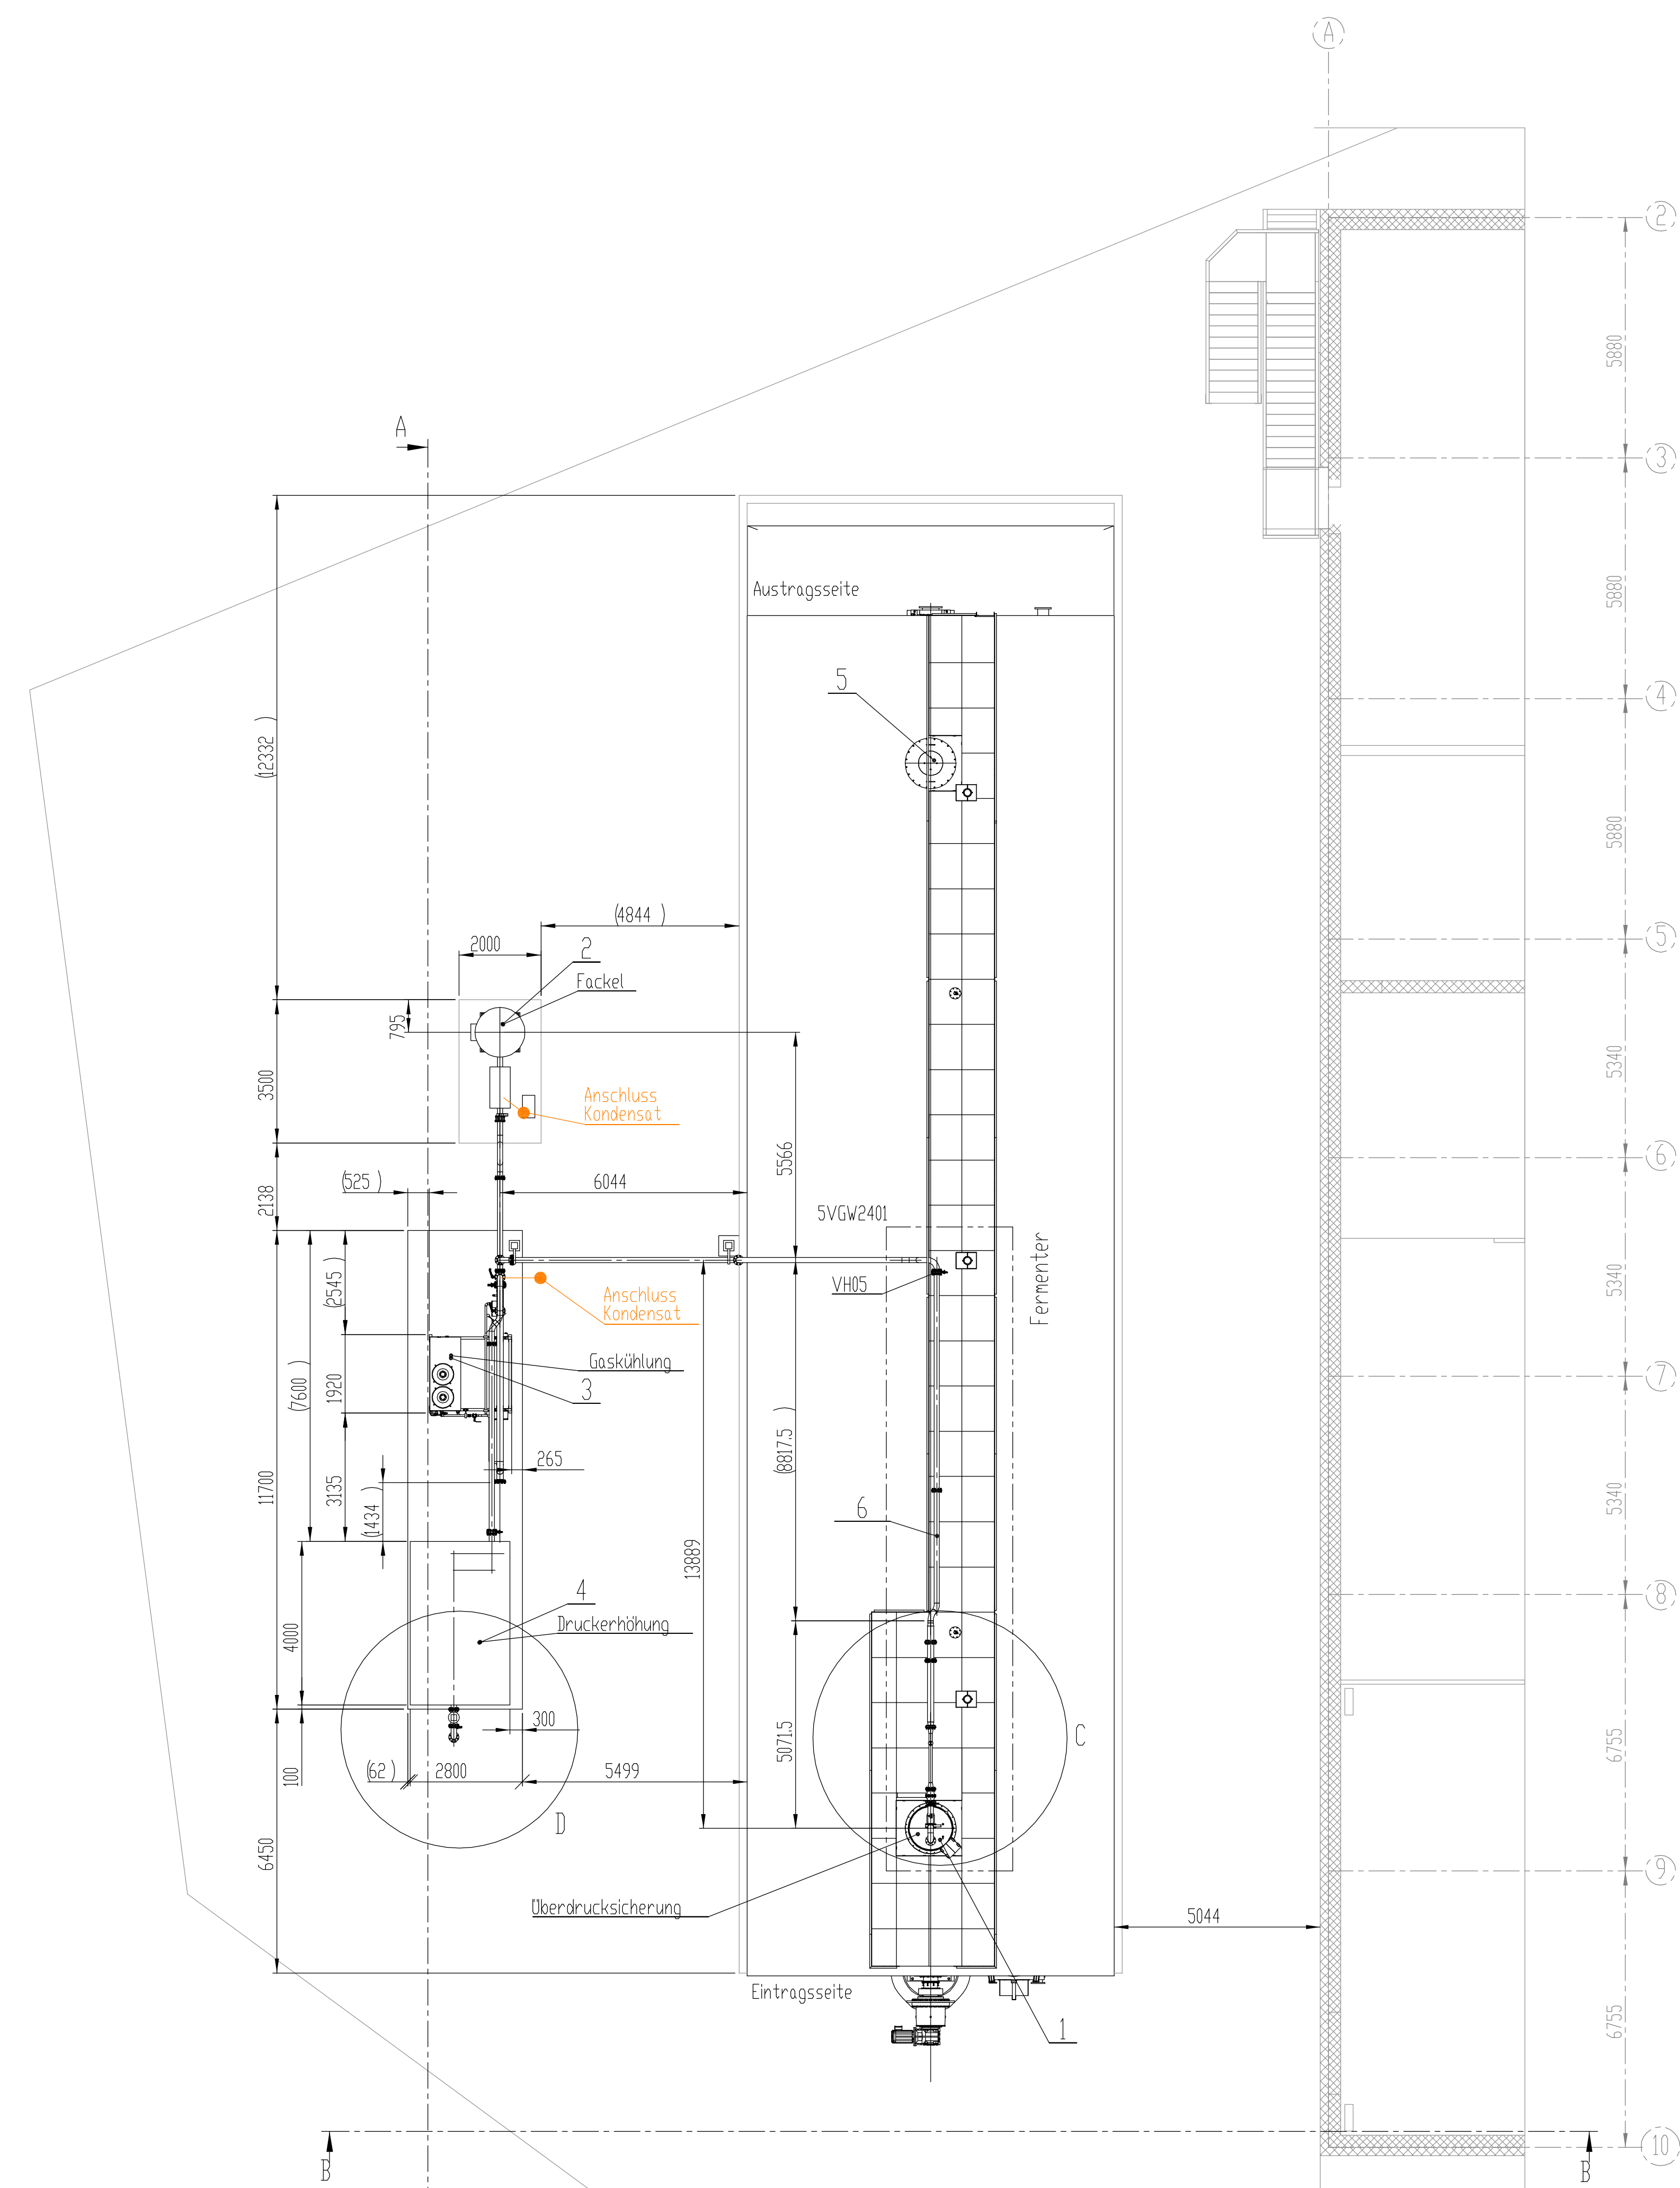 A
2
5880
3
A
5880
Austragsseite
5
4
(12332 )
5880
(4844 )
2000
2
5
Fackel
795
3500
Anschluss
Kondensat
5340
5566
6
(525 )
6044
2138
5VGW2401
Fermenter
(2545 )
VH05
5340
Anschluss
Kondensat
Gaskühlung
3
7
(7600 )
1920
(8817.5 )
265
11700
3135
(1434 )
6
5340
13889
4
8
Druckerhöhung
4000
300
C
5071.5
6755
(62 )
2800
5499
100
D
6450
9
Überdrucksicherung
5044
Eintragsseite
1
6755
B
B
10